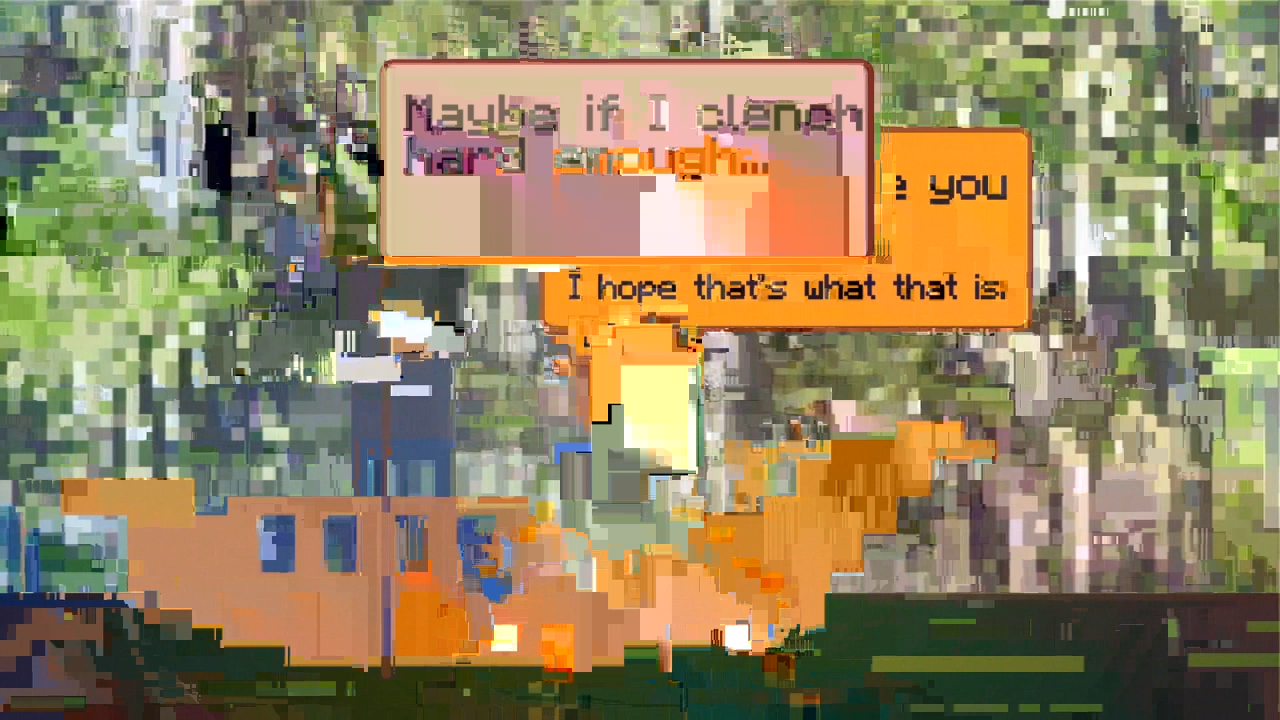 Maybe if I clench
hard enough...
you
I hope that's what that is.